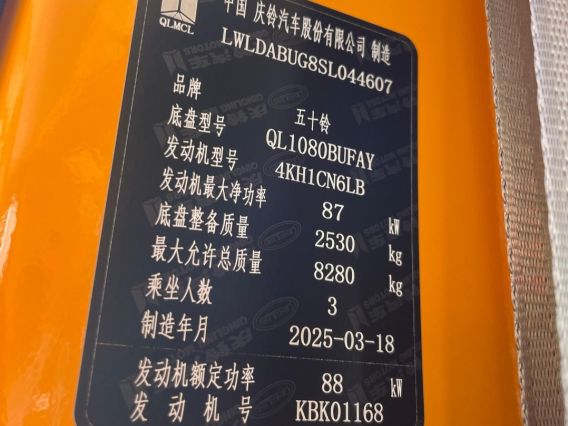 QLMCL
中国 庆铃汽车股份有限公司 制造
LWLDABUG8SL044607
品牌 五十铃
底盘型号 QL1080BUFAY
发动机型号 4KH1CN6LB
发动机最大净功率 87 kW
底盘整备质量 2530 kg
最大允许总质量 8280 kg
乘坐人数 3
制造年月 2025-03-18
发动机额定功率 88 kW
发动机号 KBK01168